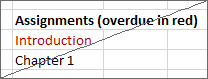 Assignments (overdue in red)
Introduction
Chapter 1